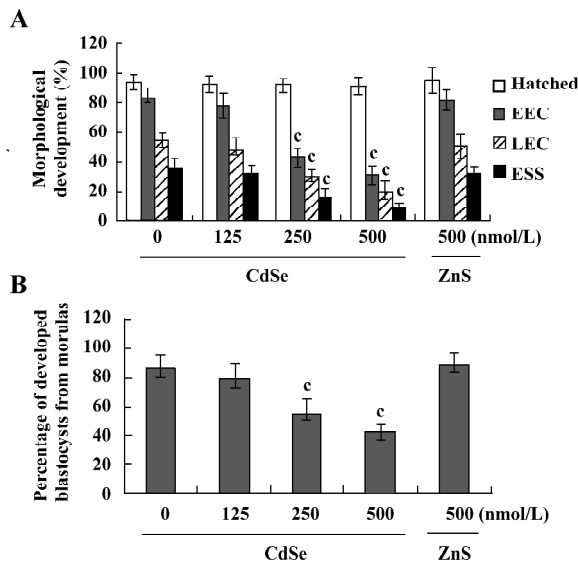 A
Morphological
development (%)
120
100
80
60
40
20
0
c
c
c
c
c
c
Hatched
EEC
LEC
ESS
0 125 250 500 500 (nmol/L)
CdSe ZnS
B
Percentage of developed
blastocysts from morulas
120
100
80
60
40
20
0
c
c
0 125 250 500 500 (nmol/L)
CdSe ZnS